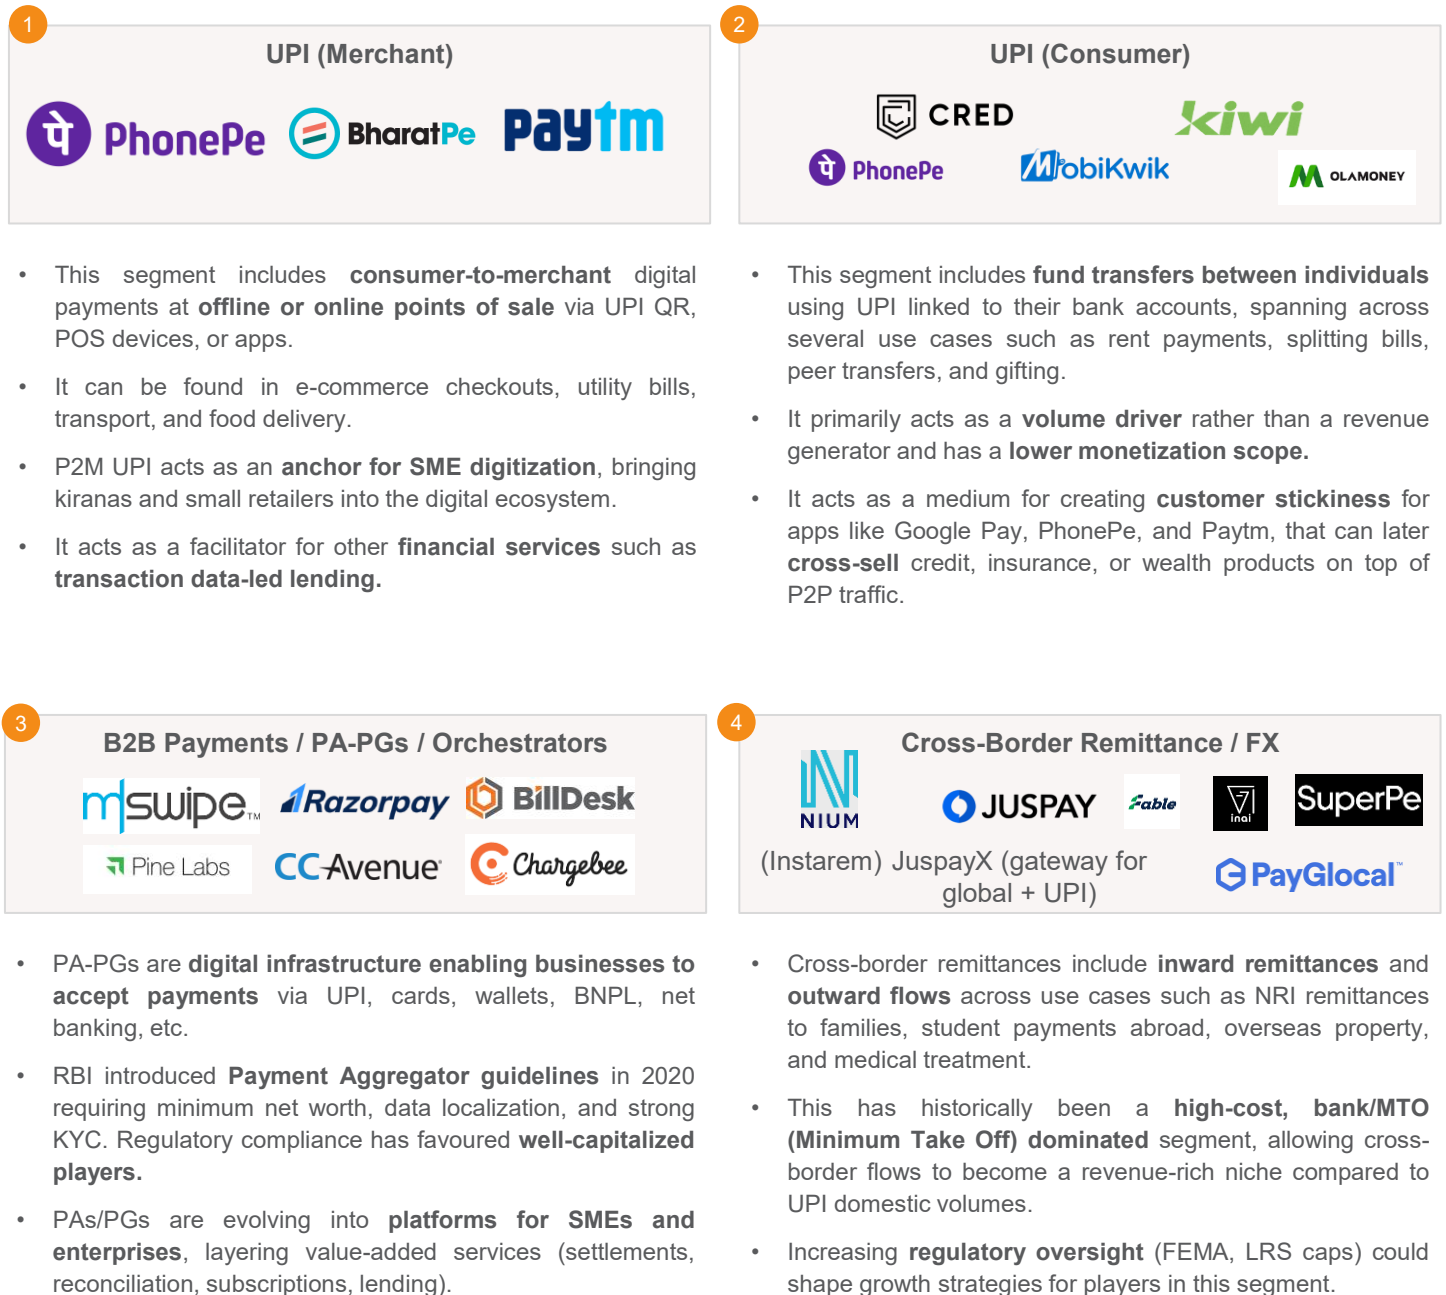 1
UPI (Merchant)
पे PhonePe
BharatPe
paytm
This segment includes consumer-to-merchant digital
payments at offline or online points of sale via UPI QR,
POS devices, or apps.
It can be found in e-commerce checkouts, utility bills,
transport, and food delivery.
P2M UPI acts as an anchor for SME digitization, bringing
kiranas and small retailers into the digital ecosystem.
It acts as a facilitator for other financial services such as
transaction data-led lending.
2
UPI (Consumer)
CRED
kiwi
पे PhonePe
MobiKwik
OLAMONEY
This segment includes fund transfers between individuals
using UPI linked to their bank accounts, spanning across
several use cases such as rent payments, splitting bills,
peer transfers, and gifting.
It primarily acts as a volume driver rather than a revenue
generator and has a lower monetization scope.
It acts as a medium for creating customer stickiness for
apps like Google Pay, PhonePe, and Paytm, that can later
cross-sell credit, insurance, or wealth products on top of
P2P traffic.
3
B2B Payments / PA-PGs / Orchestrators
mswipe TM
Razorpay
BillDesk
Pine Labs
CCAvenue
Chargebee
PA-PGs are digital infrastructure enabling businesses to
accept payments via UPI, cards, wallets, BNPL, net
banking, etc.
RBI introduced Payment Aggregator guidelines in 2020
requiring minimum net worth, data localization, and strong
KYC. Regulatory compliance has favoured well-capitalized
players.
PAs/PGs are evolving into platforms for SMEs and
enterprises, layering value-added services (settlements,
reconciliation, subscriptions, lending).
4
Cross-Border Remittance / FX
NIUM
JUSPAY
Fable
inai
SuperPe
(Instarem)
JuspayX (gateway for
global + UPI)
PayGlocal™
Cross-border remittances include inward remittances and
outward flows across use cases such as NRI remittances
to families, student payments abroad, overseas property,
and medical treatment.
This has historically been a high-cost, bank/MTO
(Minimum Take Off) dominated segment, allowing cross-
border flows to become a revenue-rich niche compared to
UPI domestic volumes.
Increasing regulatory oversight (FEMA, LRS caps) could
shape growth strategies for players in this segment.